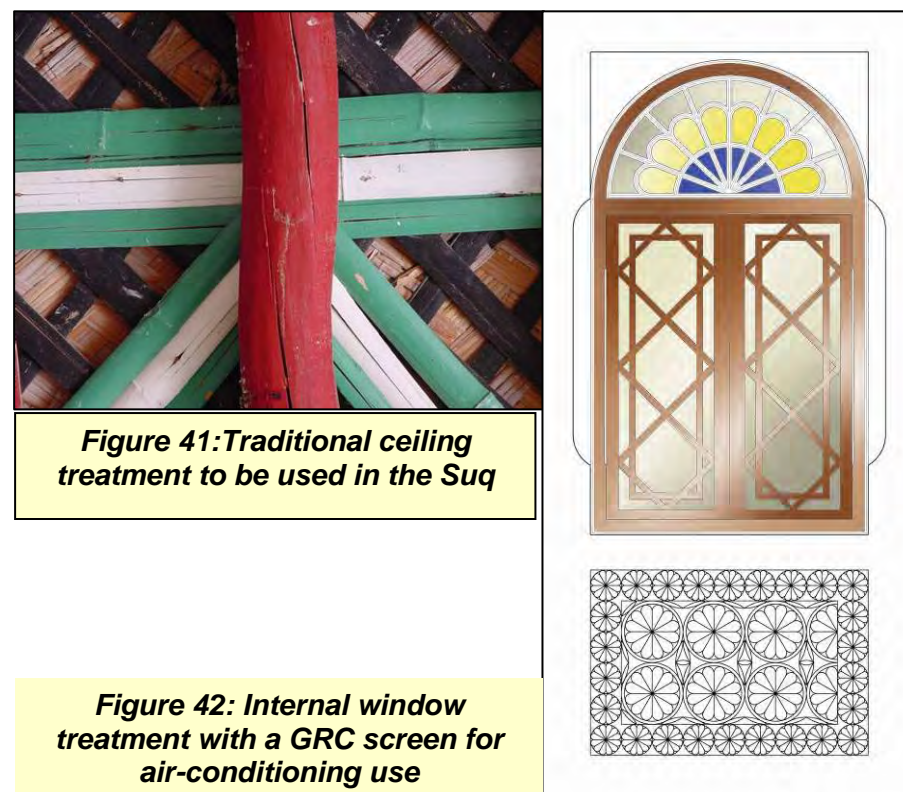 Figure 41:Traditional ceiling
treatment to be used in the Suq
Figure 42: Internal window
treatment with a GRC screen for
air-conditioning use